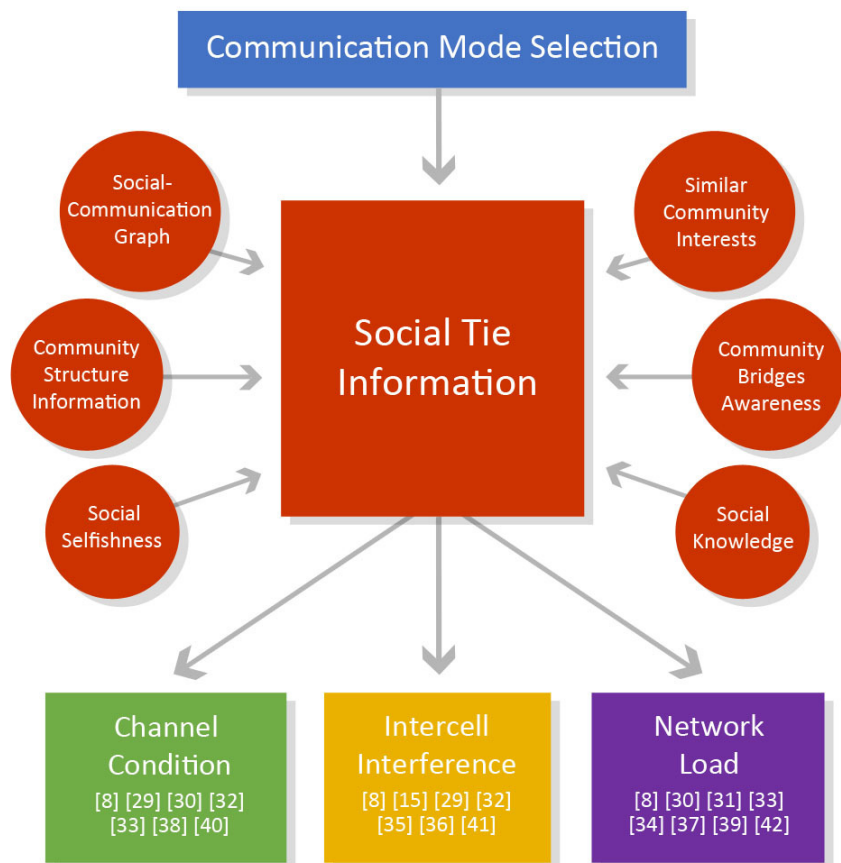 Communication Mode Selection
Social-
Communication
Graph
Similar
Community
Interests
Social Tie
Information
Community
Structure
Information
Community
Bridges
Awareness
Social
Selfishness
Social
Knowledge
Channel
Condition
[8] [29] [30] [32]
[33] [38] [40]
Intercell
Interference
[8] [15] [29] [32]
[35] [36] [41]
Network
Load
[8] [30] [31] [33]
[34] [37] [39] [42]